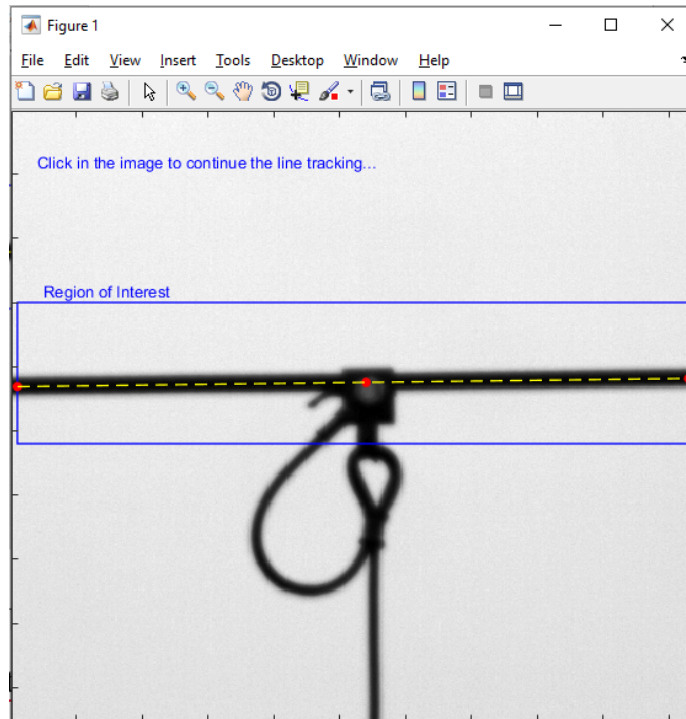 Figure 1
File Edit View Insert Tools Desktop Window Help
Click in the image to continue the line tracking...
Region of Interest